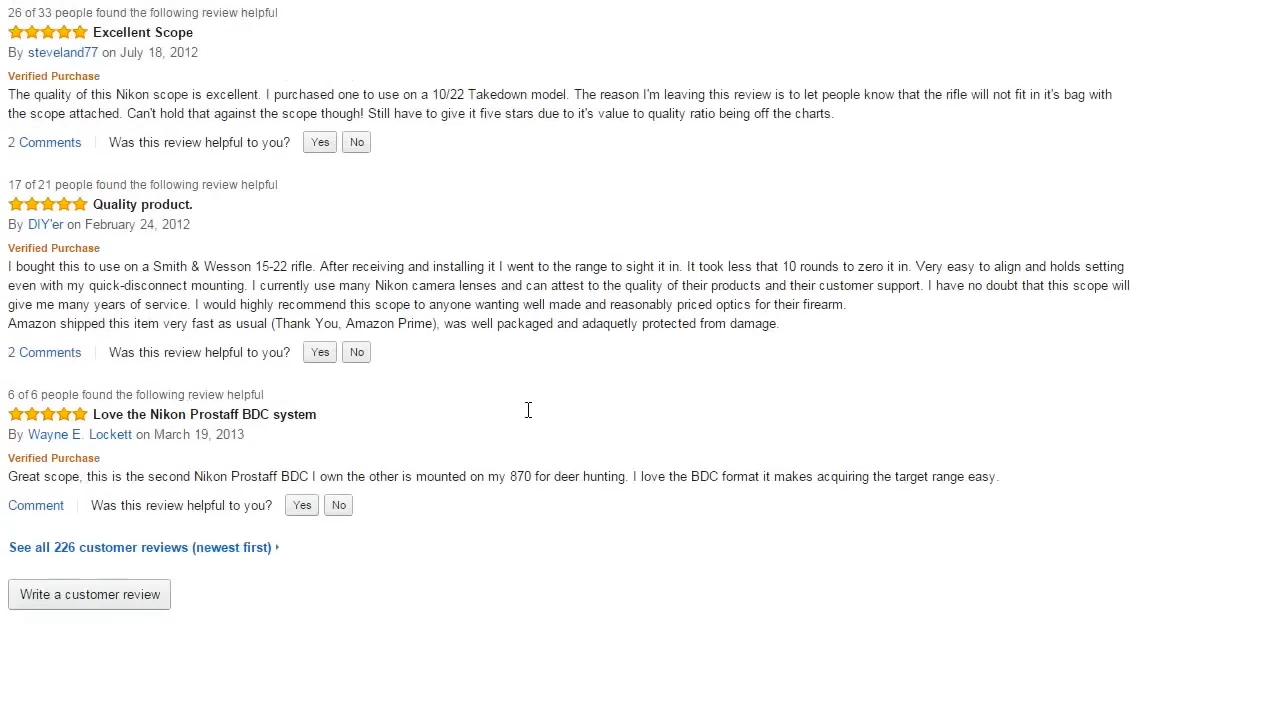 26 of 33 people found the following review helpful
Excellent Scope
By steveland77 on July 18, 2012
Verified Purchase
The quality of this Nikon scope is excellent. I purchased one to use on a 10/22 Takedown model. The reason I'm leaving this review is to let people know that the rifle will not fit in it's bag with
the scope attached. Can't hold that against the scope though! Still have to give it five stars due to it's value to quality ratio being off the charts.
2 Comments Was this review helpful to you? Yes No
17 of 21 people found the following review helpful
Quality product.
By DIY'er on February 24, 2012
Verified Purchase
I bought this to use on a Smith & Wesson 15-22 rifle. After receiving and installing it I went to the range to sight it in. It took less that 10 rounds to zero it in. Very easy to align and holds setting
even with my quick-disconnect mounting. I currently use many Nikon camera lenses and can attest to the quality of their products and their customer support. I have no doubt that this scope will
give me many years of service. I would highly recommend this scope to anyone wanting well made and reasonably priced optics for their firearm.
Amazon shipped this item very fast as usual (Thank You, Amazon Prime), was well packaged and adaquetly protected from damage.
2 Comments Was this review helpful to you? Yes No
6 of 6 people found the following review helpful
Love the Nikon Prostaff BDC system
By Wayne E. Lockett on March 19, 2013
Verified Purchase
Great scope, this is the second Nikon Prostaff BDC I own the other is mounted on my 870 for deer hunting. I love the BDC format it makes acquiring the target range easy.
Comment Was this review helpful to you? Yes No
See all 226 customer reviews (newest first)
Write a customer review